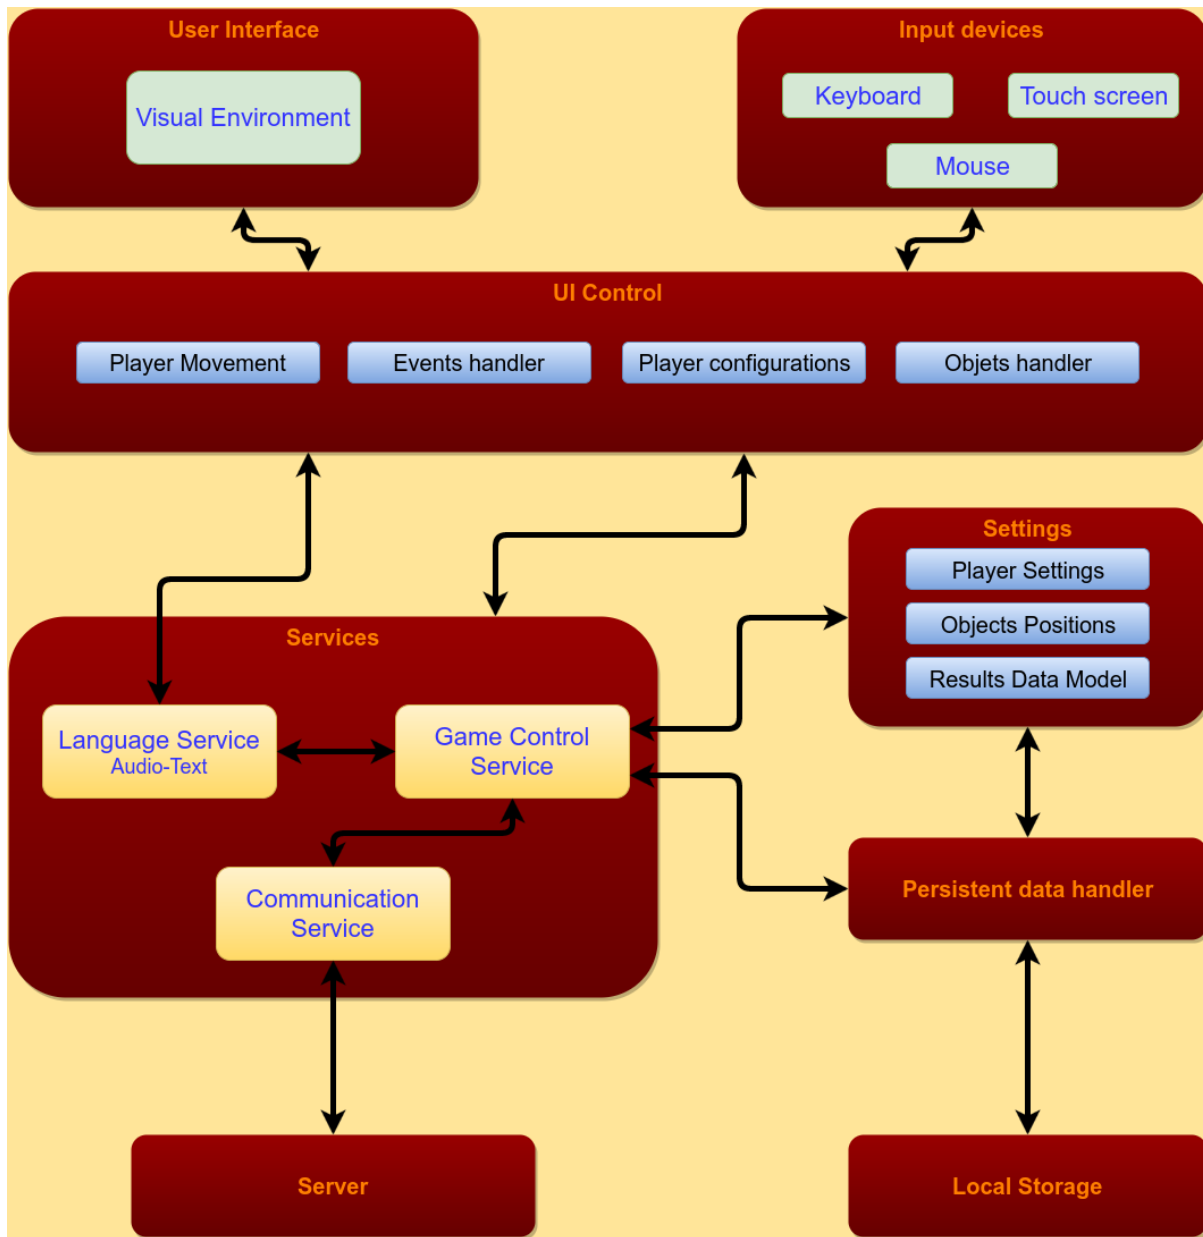 User Interface
Visual Environment
Input devices
Keyboard
Touch screen
Mouse
UI Control
Player Movement
Events handler
Player configurations
Objets handler
Settings
Player Settings
Objects Positions
Results Data Model
Services
Language Service
Audio-Text
Game Control
Service
Communication
Service
Persistent data handler
Server
Local Storage